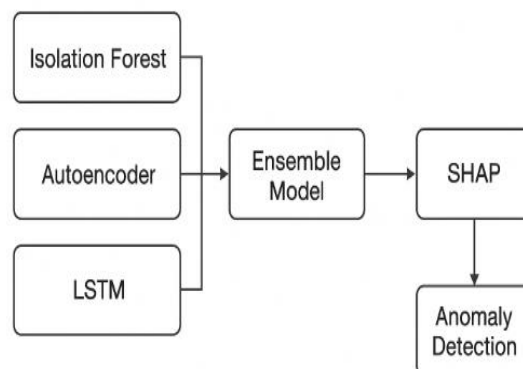 Isolation Forest
Autoencoder
LSTM
Ensemble
Model
SHAP
Anomaly
Detection